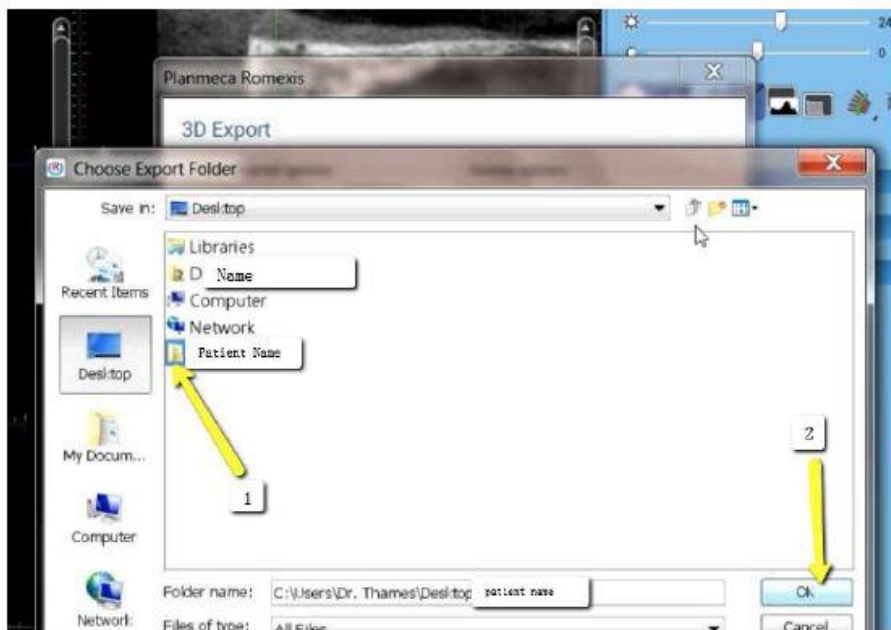 24
0
Planmeca Romexis
3D Export
Choose Export Folder
Save in: Desktop
Libraries
D Name
Recent Items
Computer
Network
Patient Name
Desktop
2
My Docum...
1
Computer
Folder name: C:\Users\Dr. Thames\Desktop patient name OK
Network
Files of type: All Files Cancel